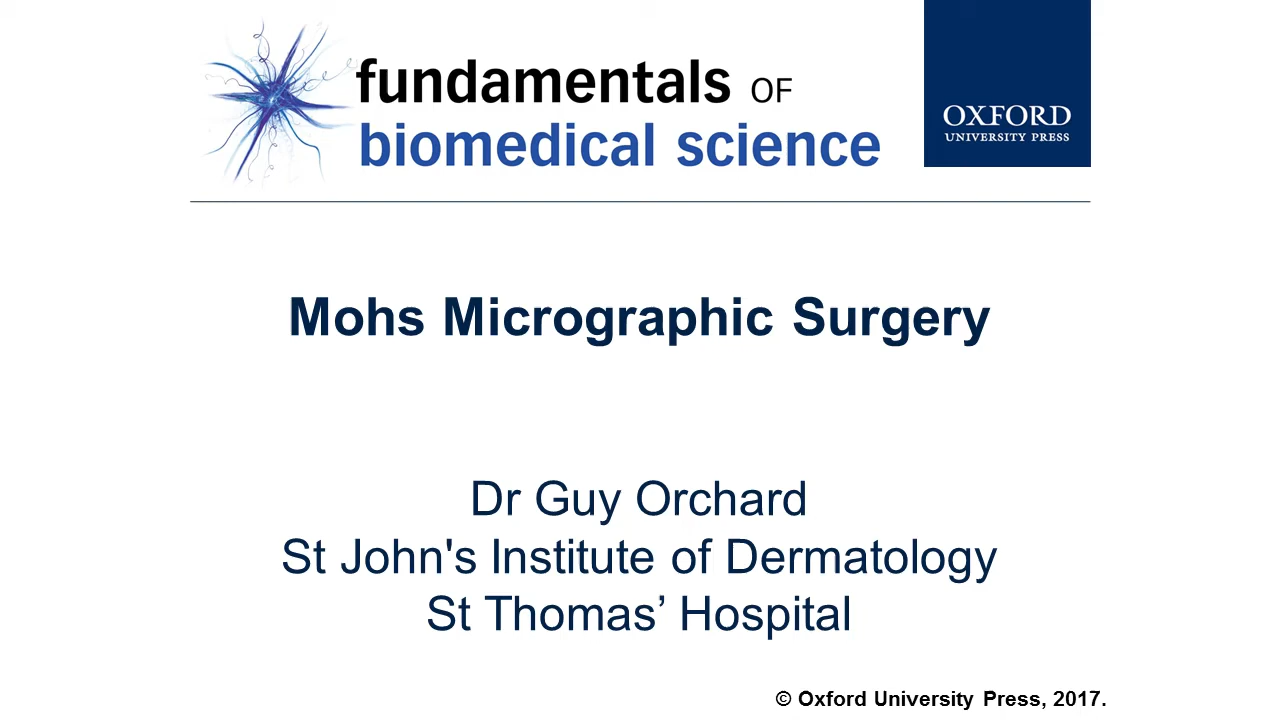 fundamentals OF
biomedical science
OXFORD
UNIVERSITY PRESS
Mohs Micrographic Surgery
Dr Guy Orchard
St John's Institute of Dermatology
St Thomas’ Hospital
© Oxford University Press, 2017.